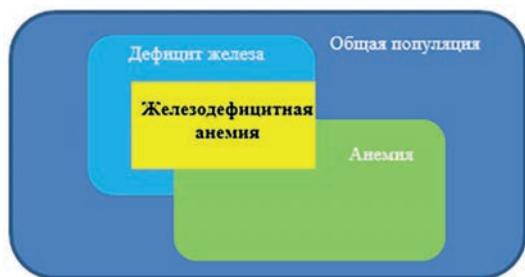 Общая популяция
Дефицит железа
Железодефицитная
анемия
Анемия